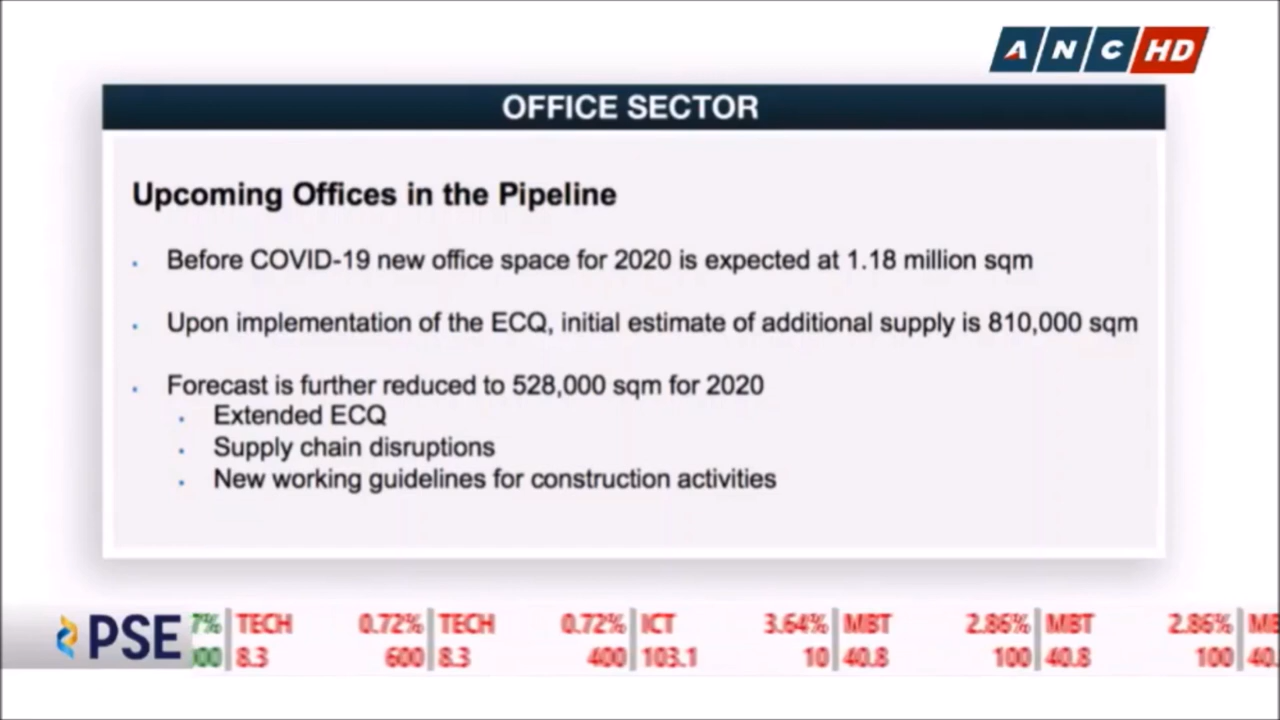 ANC HD
OFFICE SECTOR
Upcoming Offices in the Pipeline
Before COVID-19 new office space for 2020 is expected at 1.18 million sqm
Upon implementation of the ECQ, initial estimate of additional supply is 810,000 sqm
Forecast is further reduced to 528,000 sqm for 2020
Extended ECQ
Supply chain disruptions
New working guidelines for construction activities
PSE
7% TECH 0.72% TECH 0.72% ICT 3.64% MBT 2.86% MBT 2.86% MB
00 8.3 600 8.3 400 103.1 10 40.8 100 40.8 100 40.